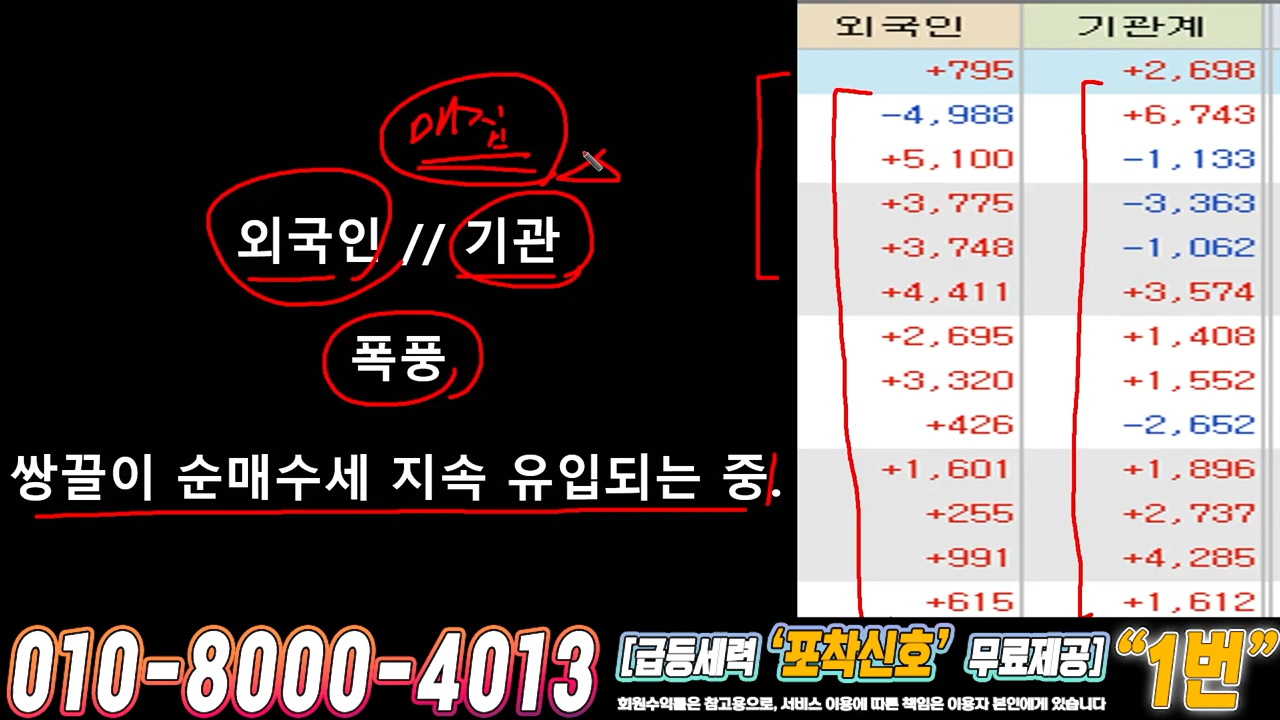 매집
외국인 // 기관
폭풍
쌍끌이 순매수세 지속 유입되는 중.
외국인 기관계
+795 +2,698
-4,988 +6,743
+5,100 -1,133
+3,775 -3,363
+3,748 -1,062
+4,411 +3,574
+2,695 +1,408
+3,320 +1,552
+426 -2,652
+1,601 +1,896
+255 +2,737
+991 +4,285
+615 +1,612
010-8000-4013
[급등세력 '포착신호' 무료제공] "1번"
회원수익률은 참고용으로, 서비스 이용에 따른 책임은 이용자 본인에게 있습니다